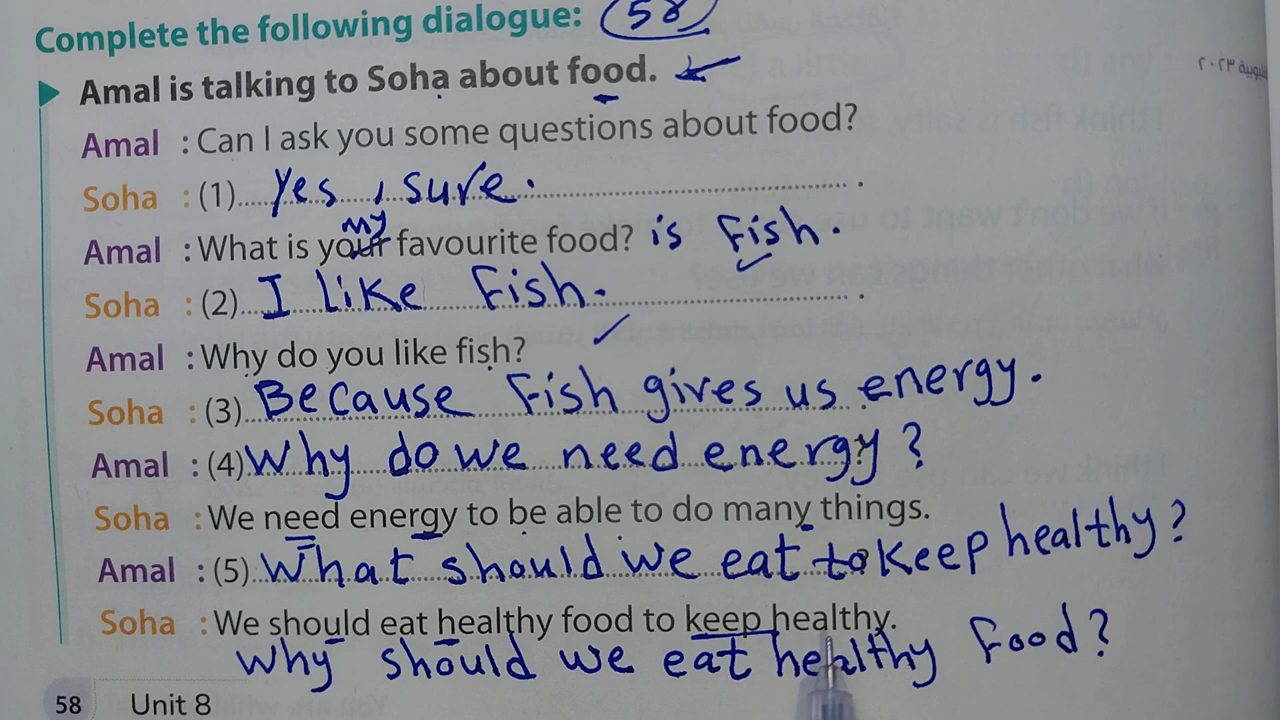 Complete the following dialogue: 58
Amal is talking to Soha about food.
Amal : Can I ask you some questions about food?
Soha : (1) Yes, sure.
my
Amal : What is your favourite food? is Fish.
Soha : (2) I like Fish.
Amal : Why do you like fish?
Soha : (3) Because Fish gives us energy.
Amal : (4) Why do we need energy?
Soha : We need energy to be able to do many things.
Amal : (5) What should we eat to keep healthy?
Soha : We should eat healthy food to keep healthy.
Why should we eat healthy Food?
58 Unit 8